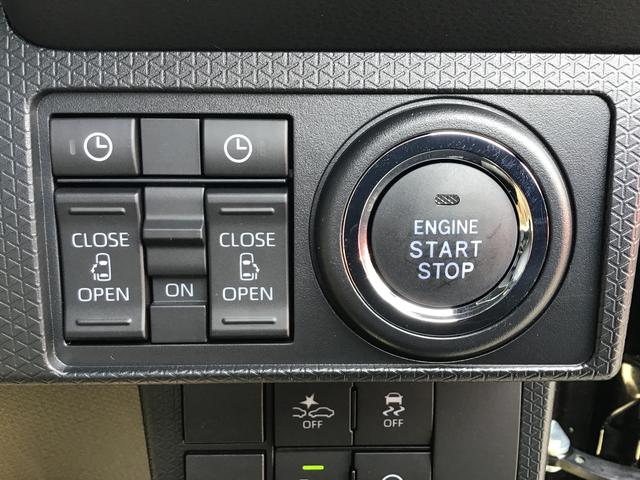 CLOSE
OPEN
ON
CLOSE
OPEN
ENGINE
START
STOP
OFF
OFF